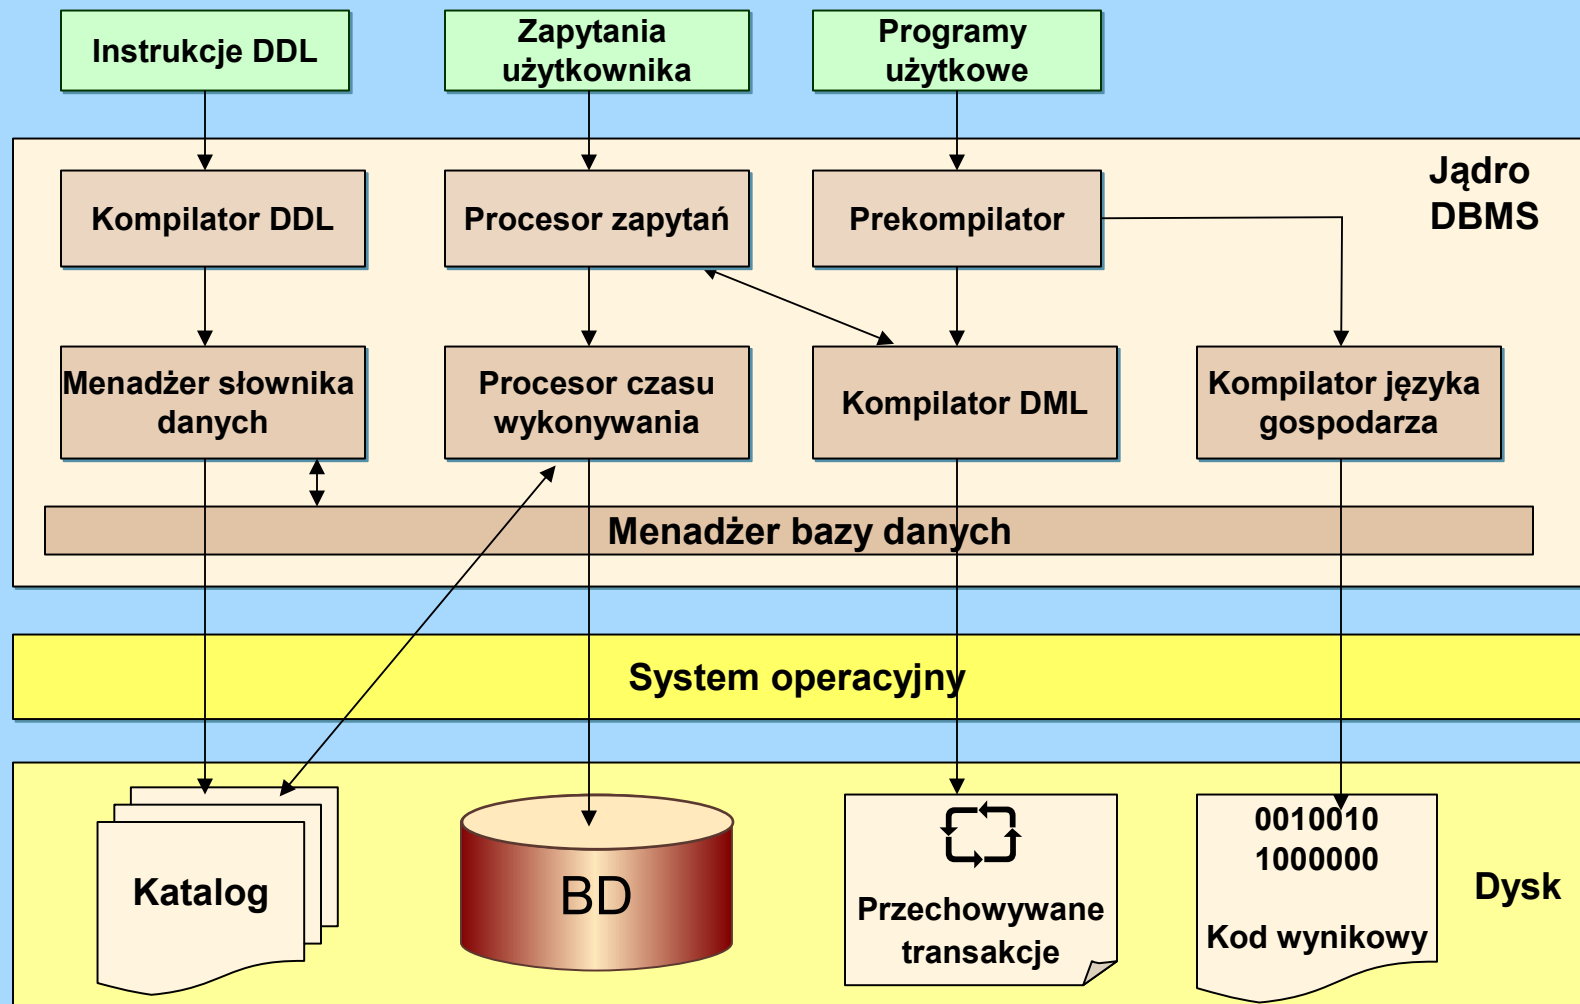 Instrukcje DDL
Zapytania
użytkownika
Programy
użytkowe
Jądro
DBMS
Kompilator DDL
Procesor zapytań
Prekompilator
Menadżer słownika
danych
Procesor czasu
wykonywania
Kompilator DML
Kompilator języka
gospodarza
Menadżer bazy danych
System operacyjny
Katalog
BD
Przechowywane
transakcje
0010010
1000000
Kod wynikowy
Dysk